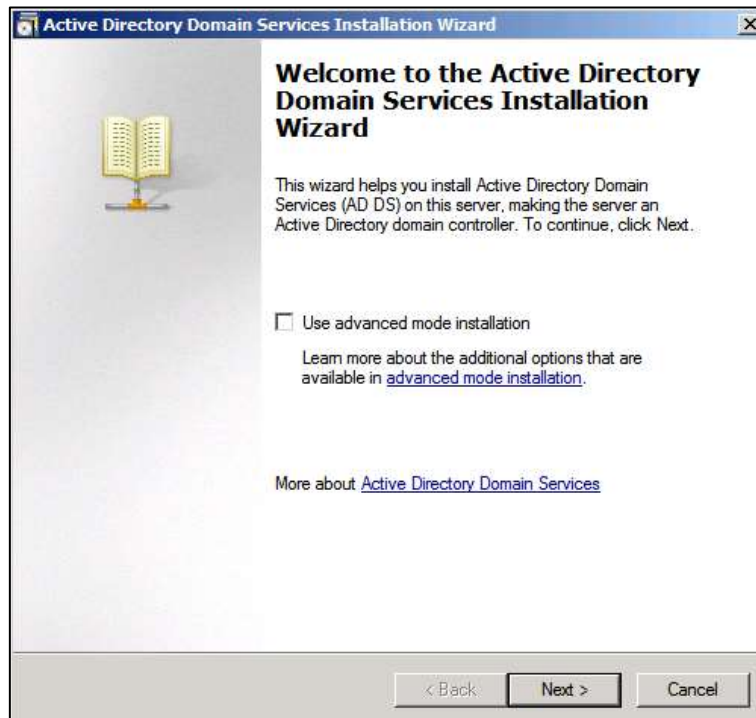 Active Directory Domain Services Installation Wizard
Welcome to the Active Directory
Domain Services Installation
Wizard
This wizard helps you install Active Directory Domain
Services (AD DS) on this server, making the server an
Active Directory domain controller. To continue, click Next.
Use advanced mode installation
Learn more about the additional options that are
available in advanced mode installation.
More about Active Directory Domain Services
< Back
Next >
Cancel